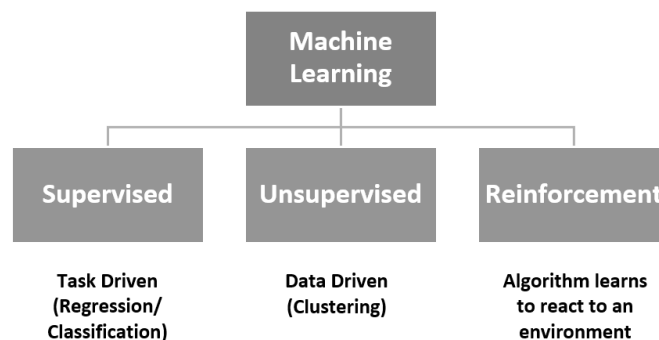 Machine
Learning
Supervised
Unsupervised
Reinforcement
Task Driven
(Regression/
Classification)
Data Driven
(Clustering)
Algorithm learns
to react to an
environment